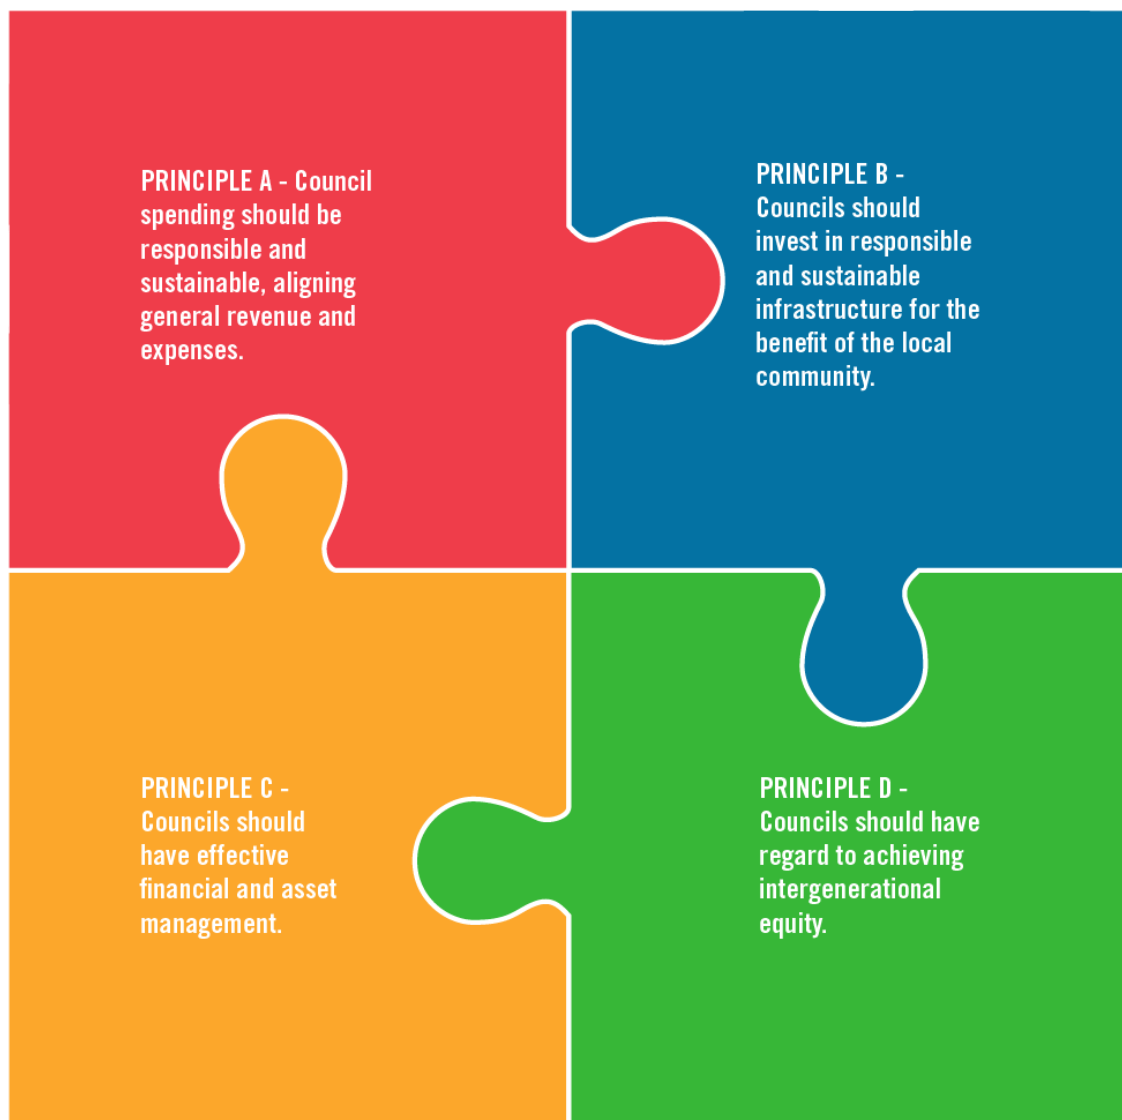 PRINCIPLE A - Council
spending should be
responsible and
sustainable, aligning
general revenue and
expenses.
PRINCIPLE B -
Councils should
invest in responsible
and sustainable
infrastructure for the
benefit of the local
community.
PRINCIPLE C -
Councils should
have effective
financial and asset
management.
PRINCIPLE D -
Councils should have
regard to achieving
intergenerational
equity.